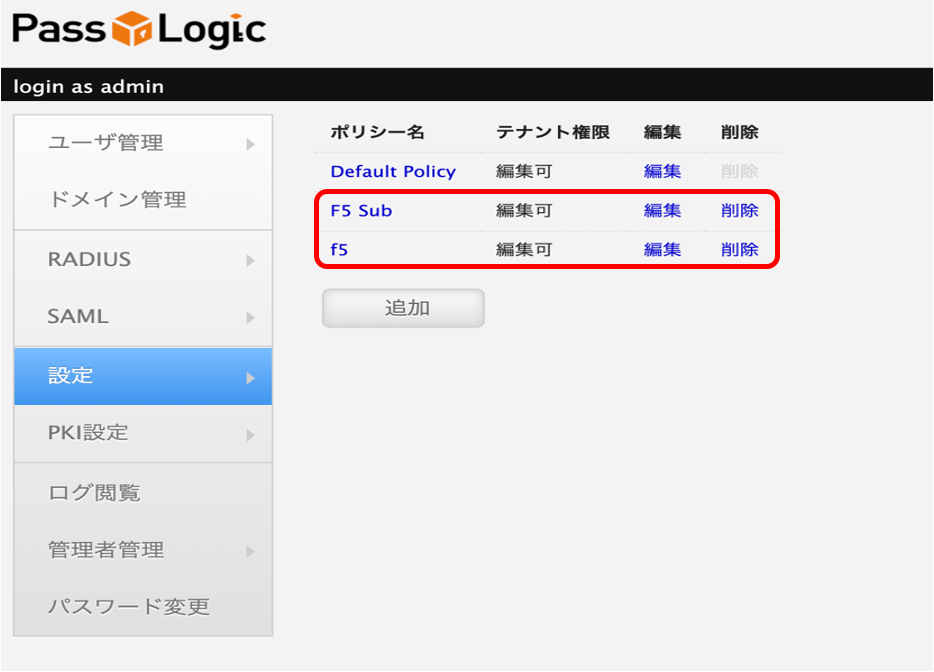 PassLogic
login as admin
ユーザ管理
ドメイン管理
RADIUS
SAML
設定
PKI設定
ログ閲覧
管理者管理
パスワード変更
ポリシー名 テナント権限 編集 削除
Default Policy 編集可 編集 削除
F5 Sub 編集可 編集 削除
f5 編集可 編集 削除
追加